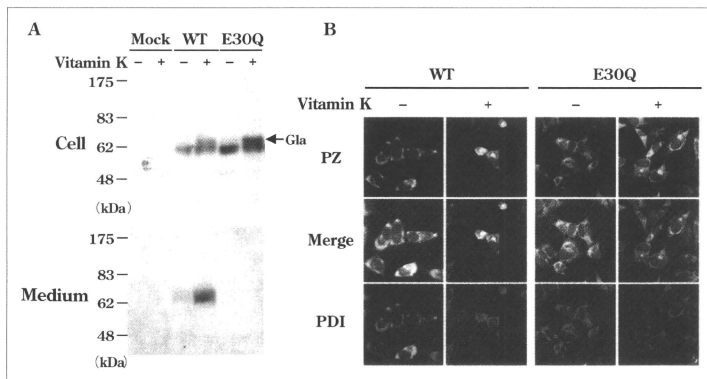 A
Mock WT E30Q
Vitamin K − + − + − +
175
83
Cell
62
Gla
48
(kDa)
175
83
Medium
62
48
(kDa)
B
WT E30Q
Vitamin K − + − +
PZ
Merge
PDI